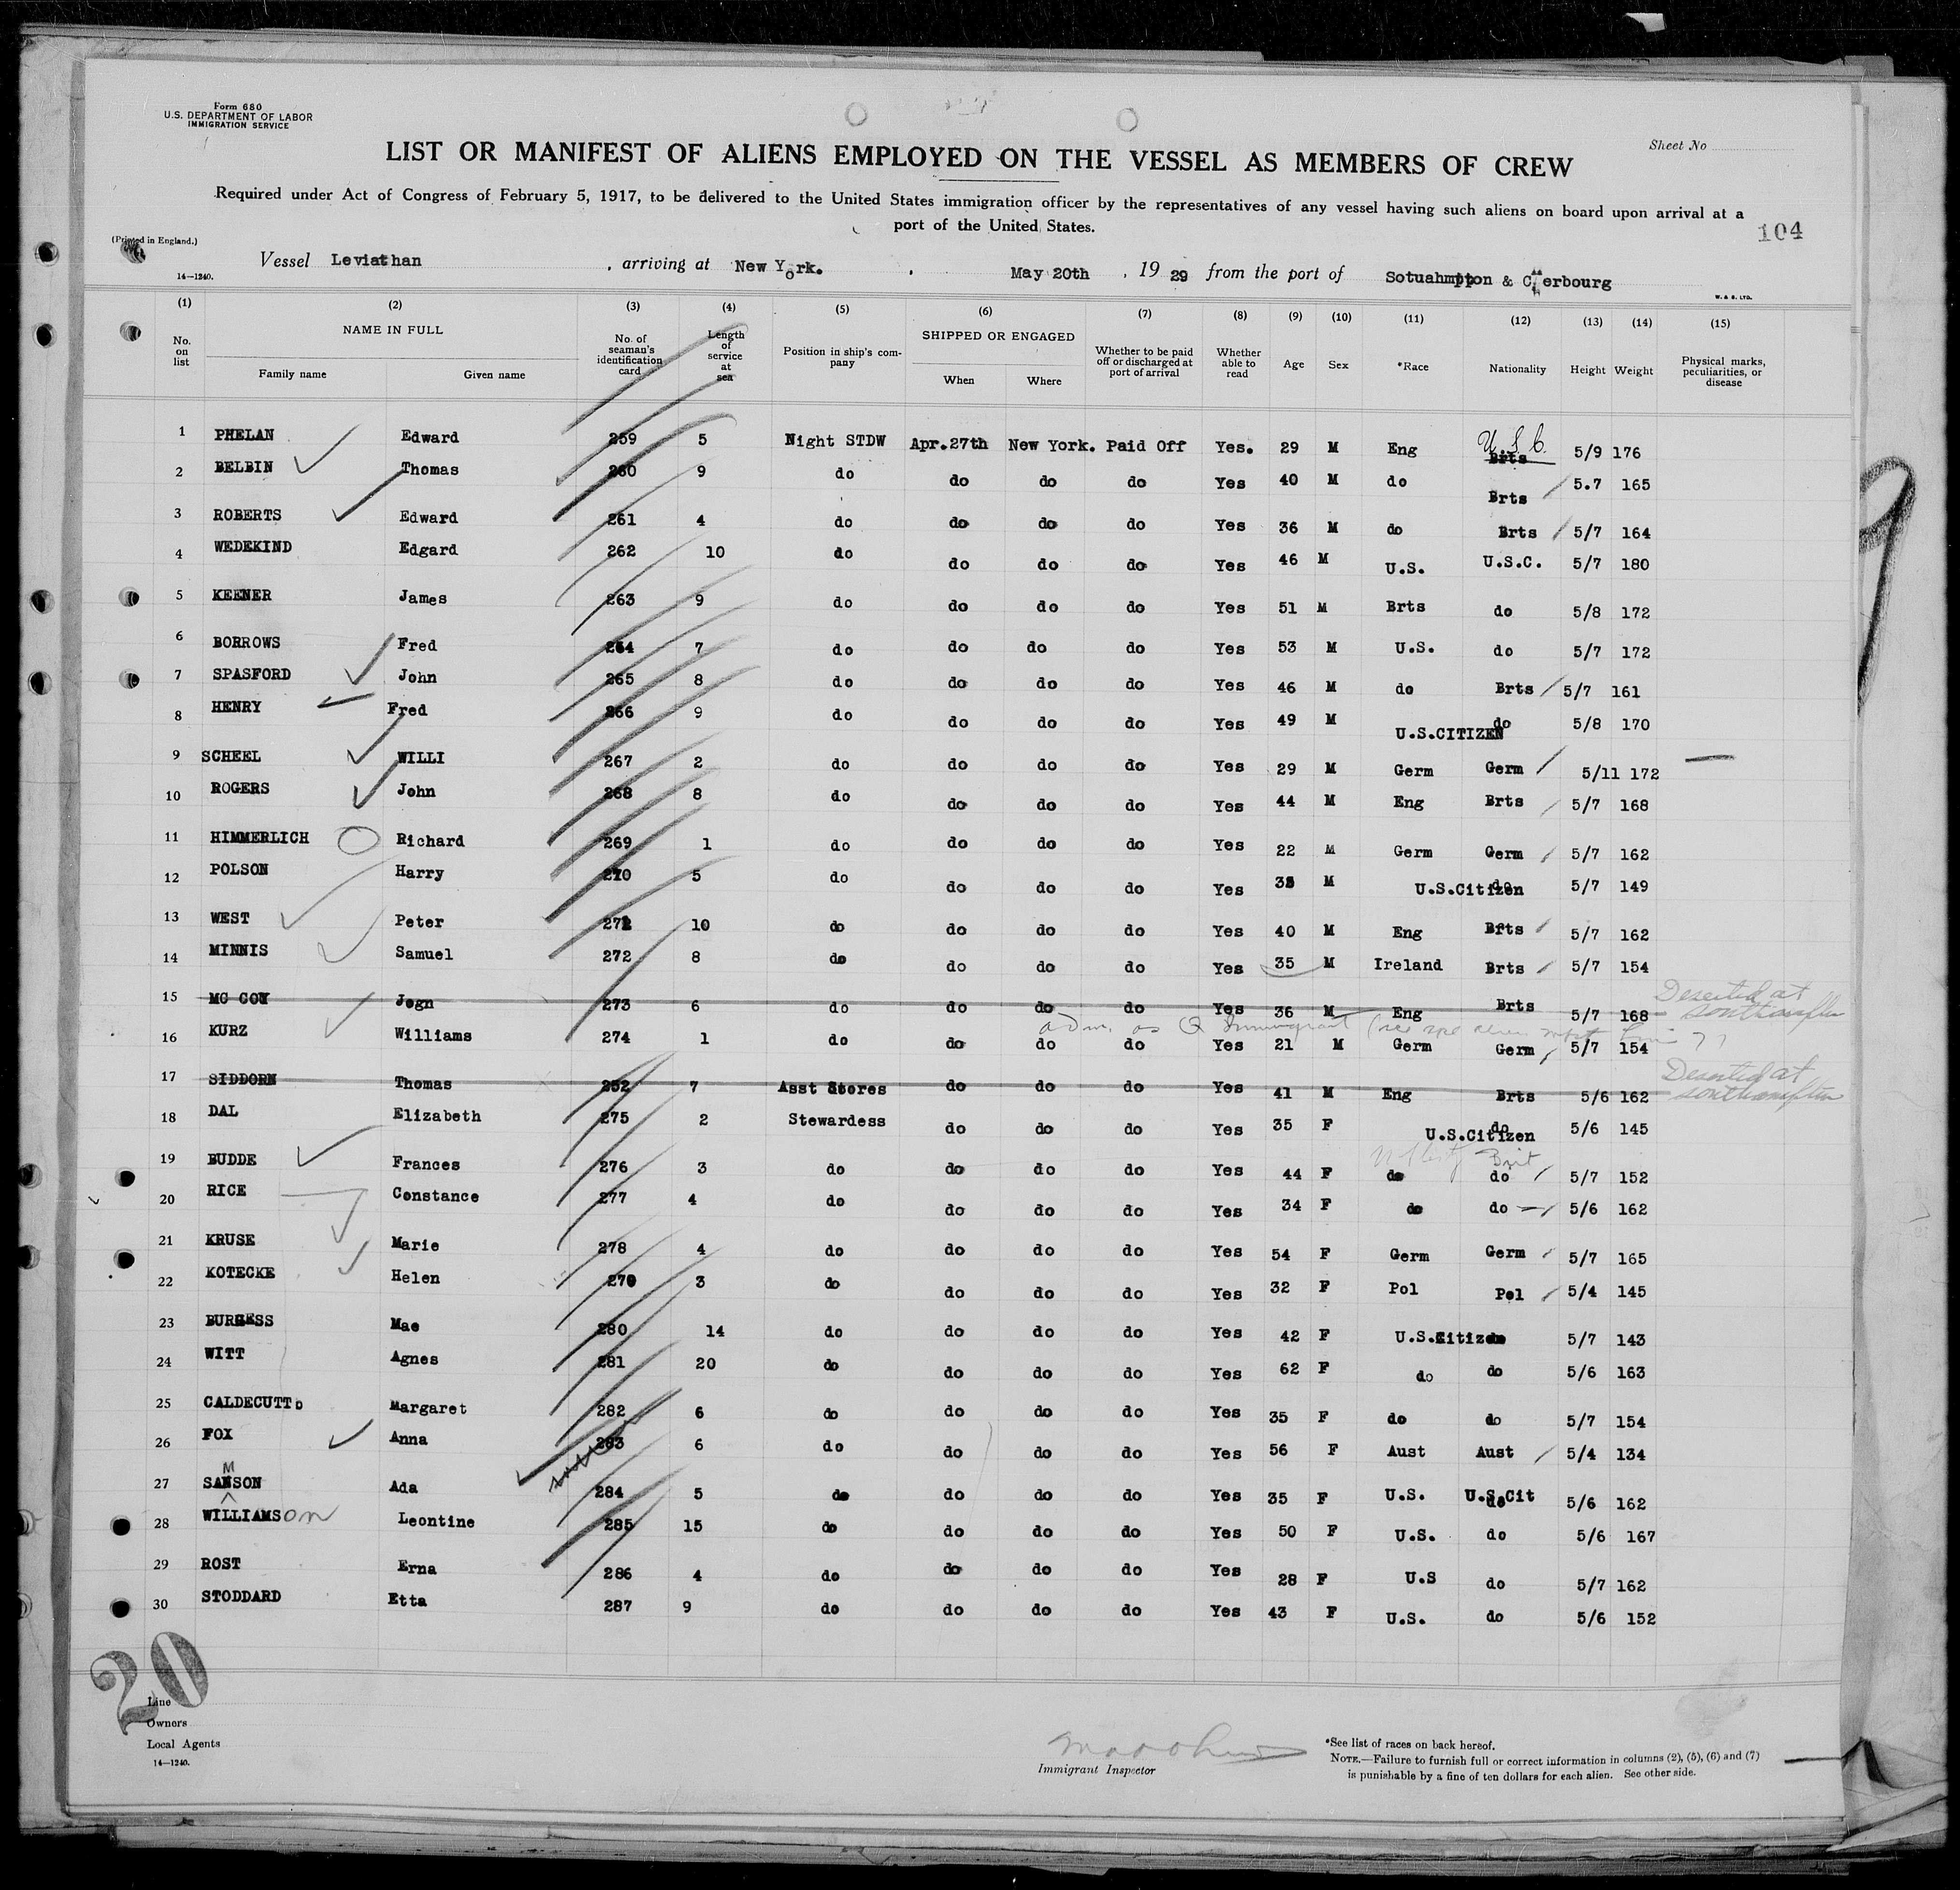 Form 680
U.S. DEPARTMENT OF LABOR
IMMIGRATION SERVICE
Sheet No
LIST OR MANIFEST OF ALIENS EMPLOYED ON THE VESSEL AS MEMBERS OF CREW
Required under Act of Congress of February 5, 1917, to be delivered to the United States immigration officer by the representatives of any vessel having such aliens on board upon arrival at a
port of the United States.
104
(Printed in England.)
14—1240.
Vessel Leviathan , arriving at New York. , May 20th , 19 29 from the port of Sotuahmpton & Cherbourg
W. & S. LTD.
(1) (2) (3) (4) (5) (6) (7) (8) (9) (10) (11) (12) (13) (14) (15)
No. on list NAME IN FULL Family name Given name No. of seaman's identification card Length of service at sea Position in ship's company SHIPPED OR ENGAGED When Where Whether to be paid off or discharged at port of arrival Whether able to read Age Sex *Race Nationality Height Weight Physical marks, peculiarities, or disease
1 PHELAN Edward 259 5 Night STDW Apr.27th New York. Paid Off Yes. 29 M Eng Brts U.S.C. 5/9 176
2 BELBIN Thomas 260 9 do do do do Yes 40 M do Brts 5.7 165
3 ROBERTS Edward 261 4 do do do do Yes 36 M do Brts 5/7 164
4 WEDEKIND Edgard 262 10 do do do do Yes 46 M U.S. U.S.C. 5/7 180
5 KEENER James 263 9 do do do do Yes 51 M Brts do 5/8 172
6 BORROWS Fred 264 7 do do do do Yes 53 M U.S. do 5/7 172
7 SPASFORD John 265 8 do do do do Yes 46 M do Brts 5/7 161
8 HENRY Fred 266 9 do do do do Yes 49 M U.S.CITIZEN do 5/8 170
9 SCHEEL WILLI 267 2 do do do do Yes 29 M Germ Germ 5/11 172
10 ROGERS John 268 8 do do do do Yes 44 M Eng Brts 5/7 168
11 HIMMERLICH Richard 269 1 do do do do Yes 22 M Germ Germ 5/7 162
12 POLSON Harry 270 5 do do do do Yes M U.S.Citizen do 5/7 149
13 WEST Peter 271 10 do do do do Yes 40 M Eng Brts 5/7 162
14 MINNIS Samuel 272 8 do do do do Yes 35 M Ireland Brts 5/7 154
15 MC COY Jogn 273 6 do do do do Yes 36 M Eng Brts 5/7 168 Deserted at Southampton
adm. as Q Immigrant
16 KURZ Williams 274 1 do do do do Yes 21 M Germ Germ 5/7 154
17 SIDDORN Thomas 252 7 Asst Stores do do do Yes 41 M Eng Brts 5/6 162 Deserted at Southampton
18 DAL Elizabeth 275 2 Stewardess do do do Yes 35 F U.S.Citizen do 5/6 145
19 BUDDE Frances 276 3 do do do do Yes 44 F do do Brit 5/7 152
20 RICE Constance 277 4 do do do do Yes 34 F do do 5/6 162
21 KRUSE Marie 278 4 do do do do Yes 54 F Germ Germ 5/7 165
22 KOTECKE Helen 279 3 do do do do Yes 32 F Pol Pol 5/4 145
23 BURGESS Mae 280 14 do do do do Yes 42 F U.S.Citizen 5/7 143
24 WITT Agnes 281 20 do do do do Yes 62 F do do 5/6 163
25 CALDECUTT Margaret 282 6 do do do do Yes 35 F do do 5/7 154
26 FOX Anna 283 6 do do do do Yes 56 F Aust Aust 5/4 134
27 SAMSON Ada 284 5 do do do do Yes 35 F U.S. U.S.Cit do 5/6 162
28 WILLIAMSON Leontine 285 15 do do do do Yes 50 F U.S. do 5/6 167
29 ROST Erna 286 4 do do do do Yes 28 F U.S do 5/7 162
30 STODDARD Etta 287 9 do do do do Yes 43 F U.S. do 5/6 152
20
Line
Owners
Local Agents
14—1240.
Immigrant Inspector
*See list of races on back hereof.
NOTE.—Failure to furnish full or correct information in columns (2), (5), (6) and (7)
is punishable by a fine of ten dollars for each alien. See other side.